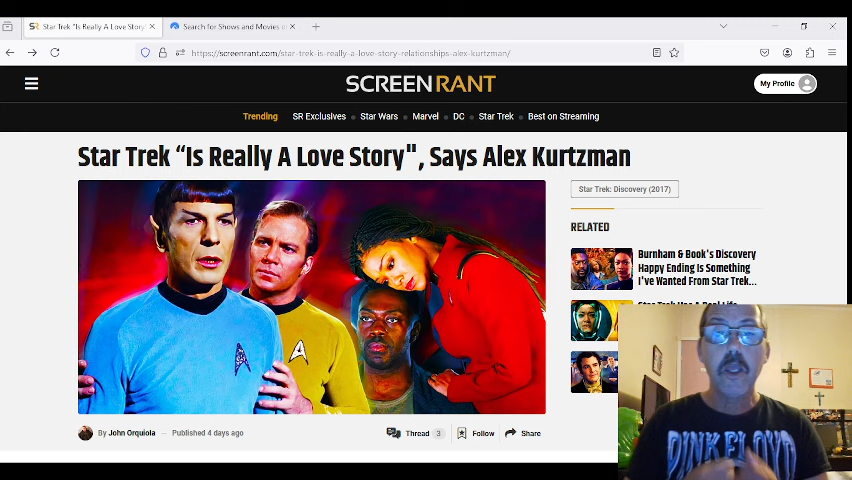 Star Trek "Is Really A Love Story
Search for Shows and Movies
https://screenrant.com/star-trek-is-really-a-love-story-relationships-alex-kurtzman/
SCREENRANT
My Profile
Trending SR Exclusives Star Wars Marvel DC Star Trek Best on Streaming
Star Trek “Is Really A Love Story", Says Alex Kurtzman
Star Trek: Discovery (2017)
RELATED
Burnham & Book's Discovery
Happy Ending Is Something
I've Wanted From Star Trek...
By John Orquiola — Published 4 days ago
Thread 3
Follow
Share
PINK FLOYD